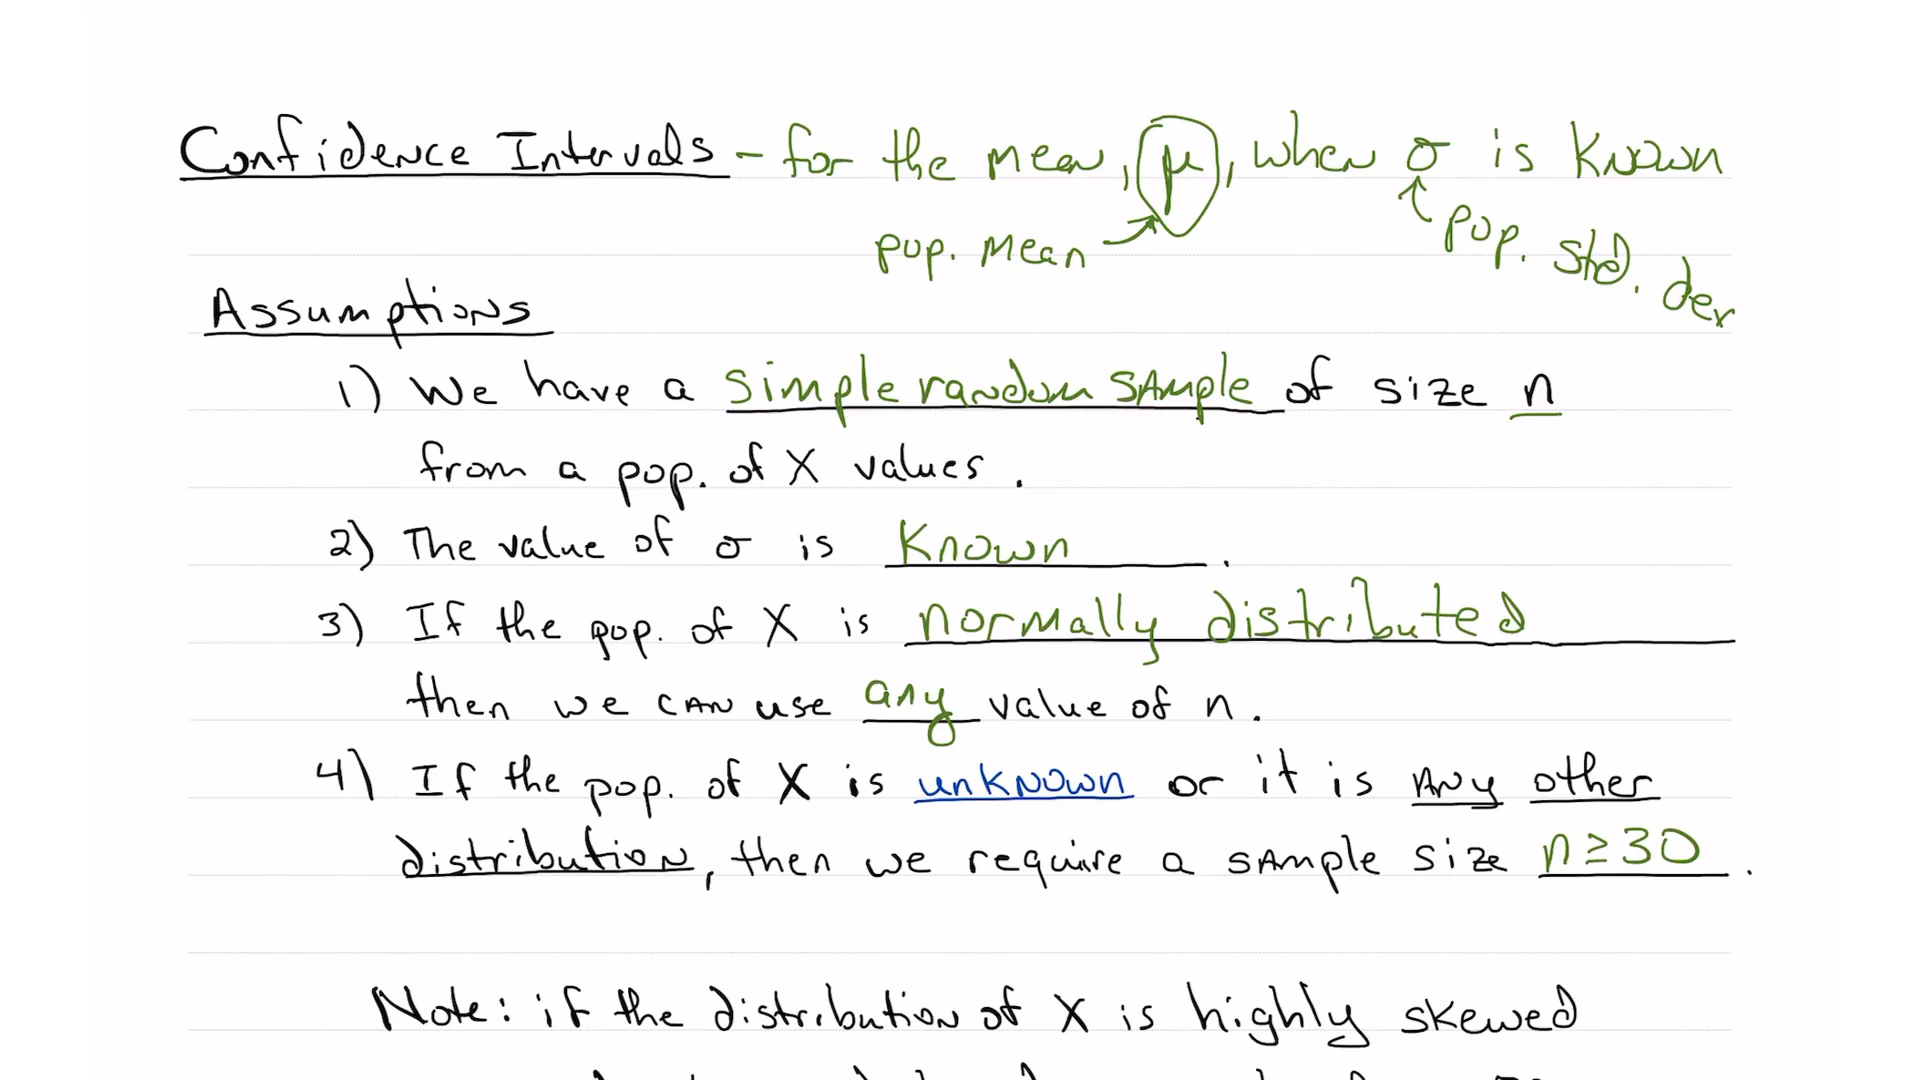 Confidence Intervals - for the mean, μ, when σ is known
pop. mean
pop. std. dev
Assumptions
1) We have a simple random sample of size n
from a pop. of X values.
2) The value of σ is known.
3) If the pop. of X is normally distributed
then we can use any value of n.
4) If the pop. of X is unknown or it is any other
distribution, then we require a sample size n ≥ 30.
Note: if the distribution of X is highly skewed